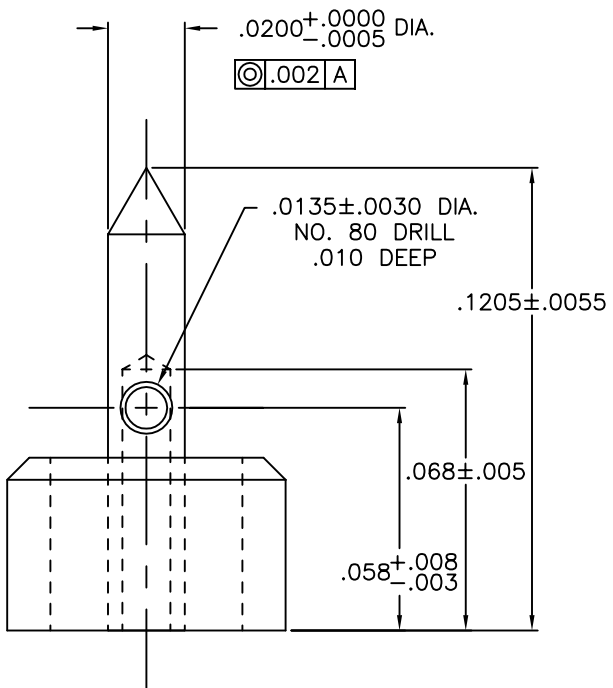 .0200+.0000 -.0005 DIA.
◎ .002 A
.0135±.0030 DIA.
NO. 80 DRILL
.010 DEEP
.1205±.0055
.068±.005
.058+.008 -.003